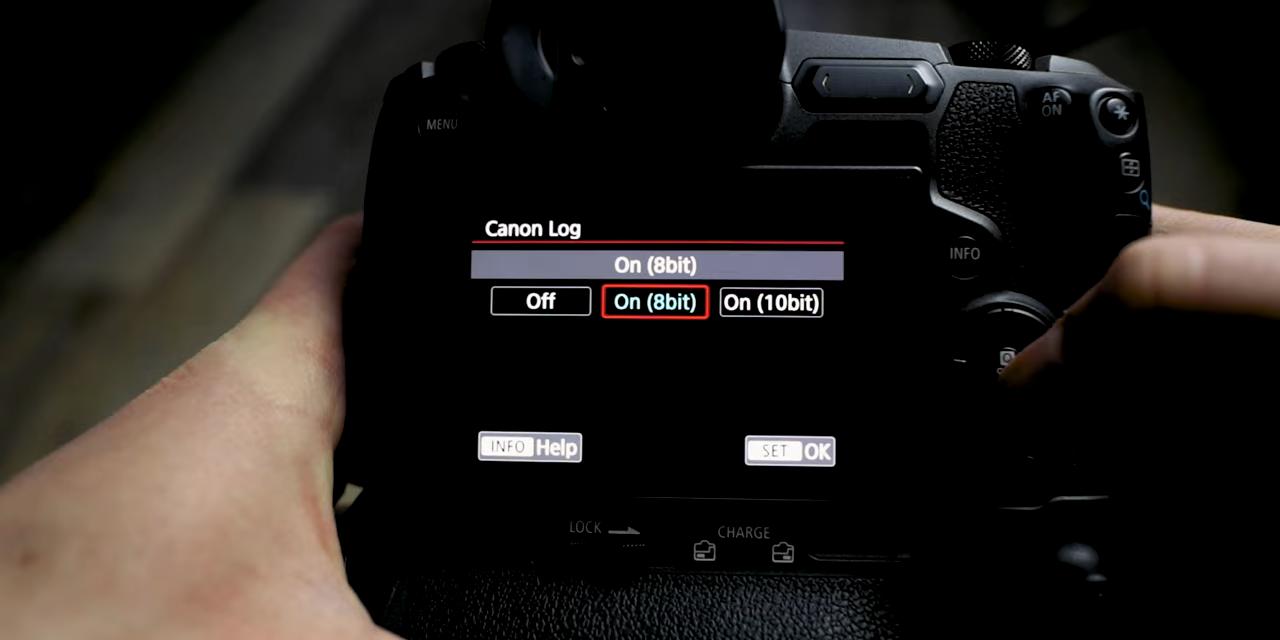 MENU
AF
ON
Canon Log
On (8bit)
Off On (8bit) On (10bit)
INFO
INFO Help
SET OK
LOCK
CHARGE